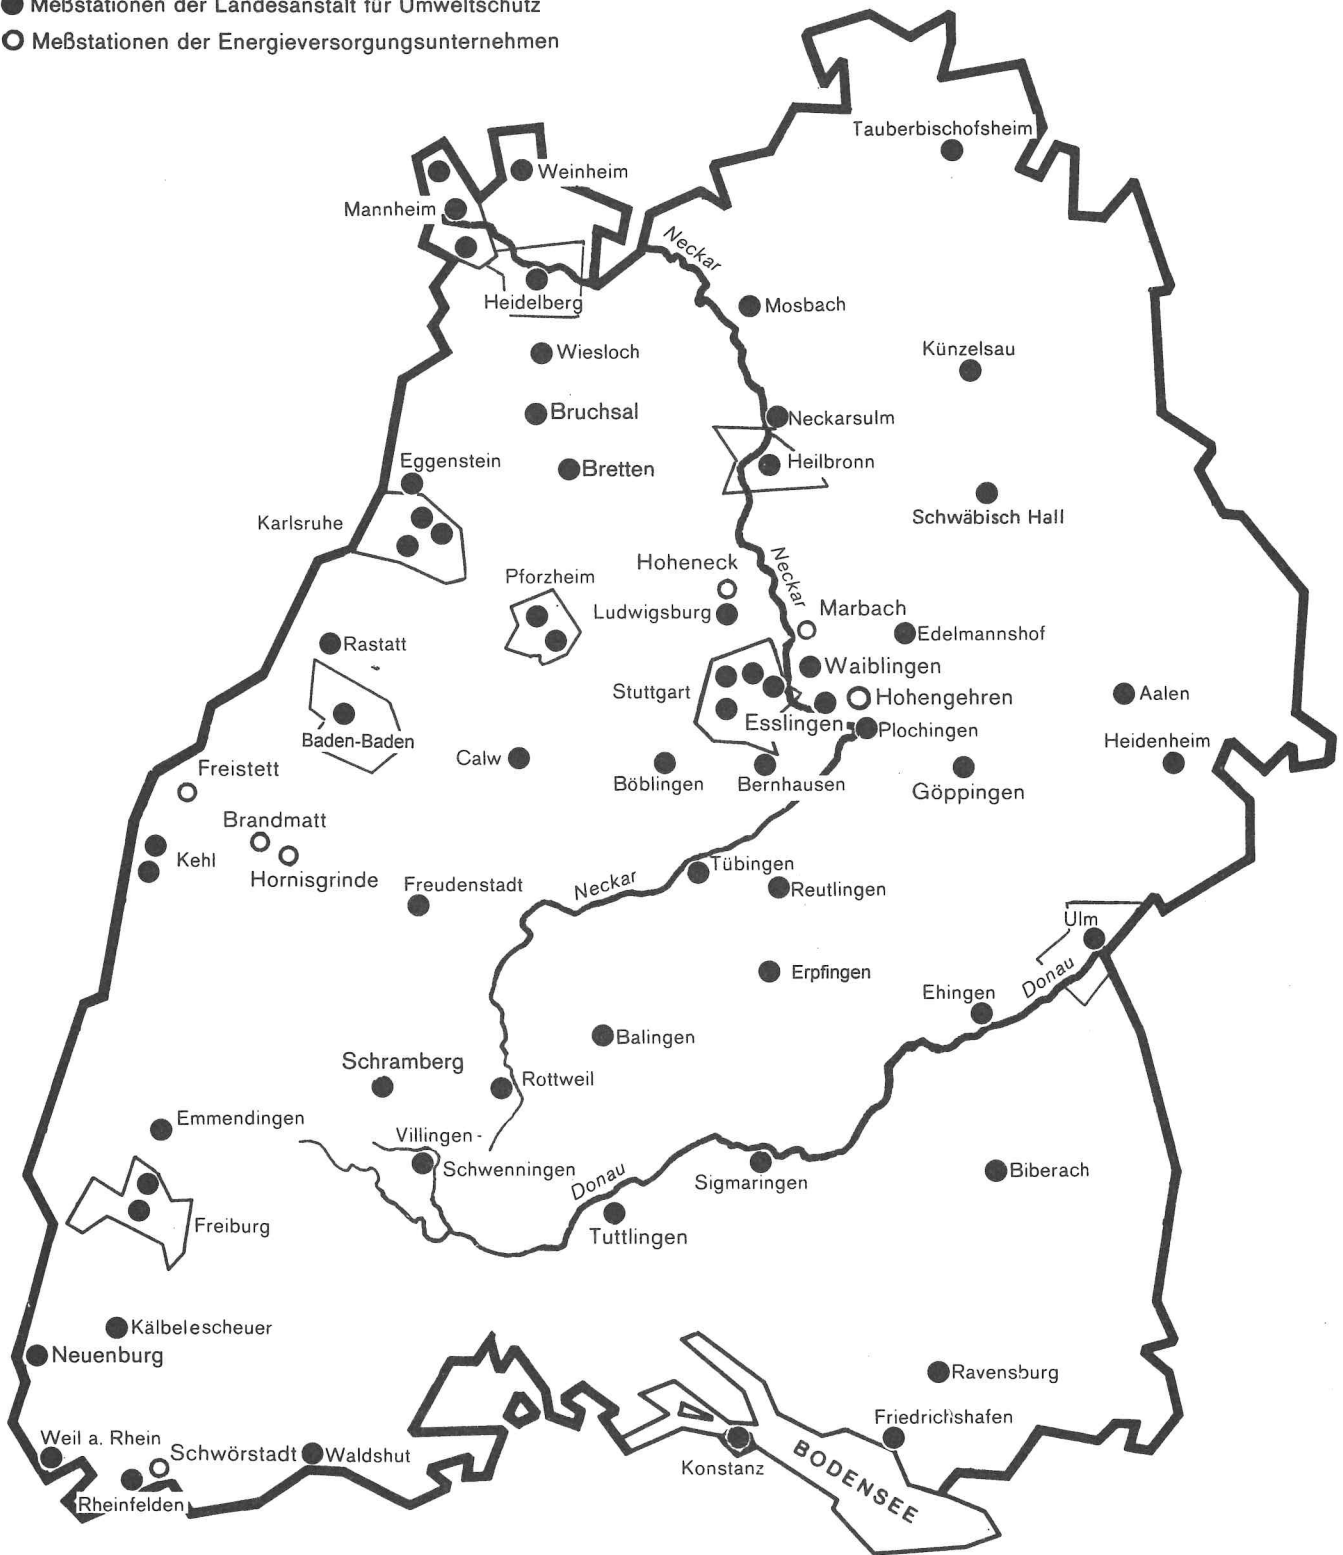 Meßstationen der Landesanstalt für Umweltschutz
Meßstationen der Energieversorgungsunternehmen
Tauberbischofsheim
Weinheim
Mannheim
Neckar
Heidelberg
Mosbach
Wiesloch
Künzelsau
Bruchsal
Neckarsulm
Eggenstein
Bretten
Heilbronn
Karlsruhe
Schwäbisch Hall
Hoheneck
Neckar
Pforzheim
Ludwigsburg
Marbach
Edelmannshof
Rastatt
Waiblingen
Stuttgart
Hohengehren
Aalen
Esslingen
Plochingen
Baden-Baden
Heidenheim
Calw
Freistett
Böblingen
Bernhausen
Göppingen
Brandmatt
Kehl
Tübingen
Hornisgrinde
Freudenstadt
Neckar
Reutlingen
Ulm
Erpfingen
Donau
Ehingen
Balingen
Schramberg
Rottweil
Emmendingen
Villingen-
Schwenningen
Donau
Sigmaringen
Biberach
Freiburg
Tuttlingen
Kälbelescheuer
Neuenburg
Ravensburg
Friedrichshafen
Weil a. Rhein
Schwörstadt
Waldshut
Konstanz
BODENSEE
Rheinfelden